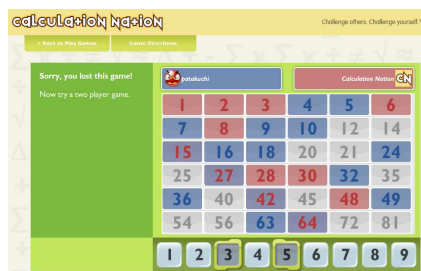 CalCUlatioN NatioN
Challenge others. Challenge yourself.
< Back to Play Games Game Directions
Sorry, you lost this game!
Now try a two player game.
patakuchi Calculation Nation CN
1 2 3 4 5 6
7 8 9 10 12 14
15 16 18 20 21 24
25 27 28 30 32 35
36 40 42 45 48 49
54 56 63 64 72 81
1 2 3 4 5 6 7 8 9